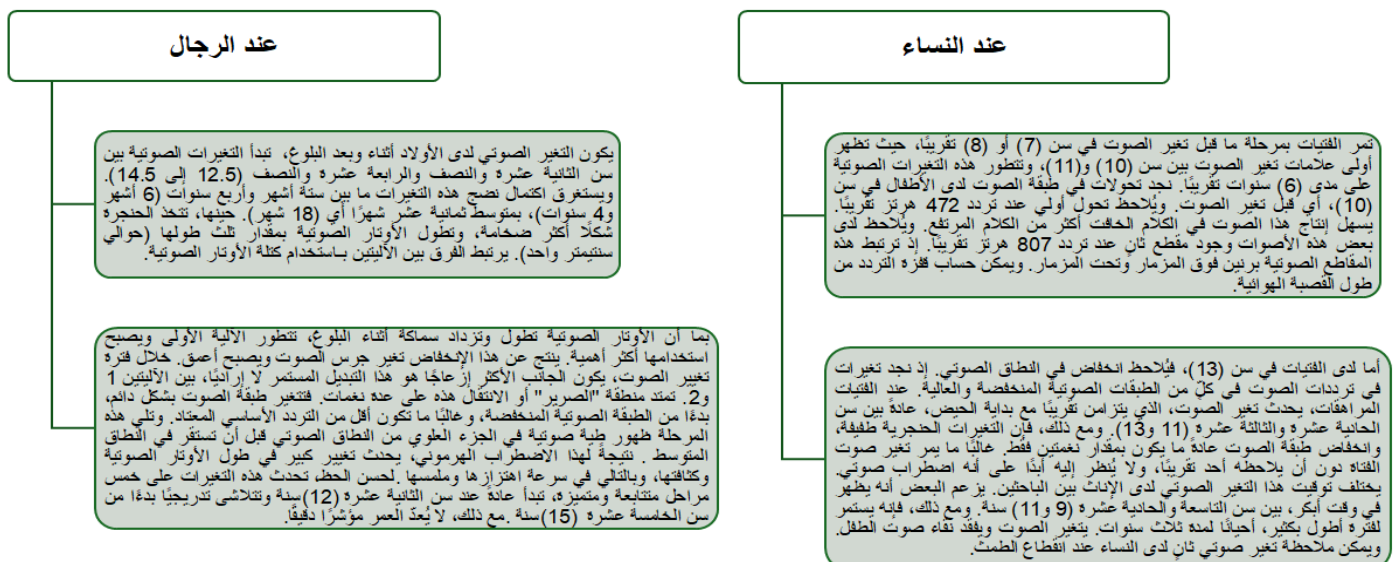 عند النساء
تمر الفتيات بمرحلة ما قبل تغير الصوت في سن (7) أو (8) تقريبًا، حيث تظهر
أولى علامات تغير الصوت بين سن (10) و(11)، وتتطور هذه التغيرات الصوتية
على مدى (6) سنوات تقريبًا. نجد تحولات في طبقة الصوت لدى الأطفال في سن
(10)، أي قبل تغير الصوت. ويُلاحظ تحول أولي عند تردد 472 هرتز تقريبًا.
يسهل إنتاج هذا الصوت في الكلام الخافت أكثر من الكلام المرتفع. ويُلاحظ لدى
بعض هذه الأصوات وجود مقطع ثانٍ عند تردد 807 هرتز تقريبًا. إذ ترتبط هذه
المقاطع الصوتية برنين فوق المزمار وتحت المزمار. ويمكن حساب قفزة التردد من
طول القصبة الهوائية.
أما لدى الفتيات في سن (13)، فيُلاحظ انخفاض في النطاق الصوتي. إذ نجد تغيرات
في ترددات الصوت في كلّ من الطبقات الصوتية المنخفضة والعالية. عند الفتيات
المراهقات، يحدث تغير الصوت، الذي يتزامن تقريبًا مع بداية الحيض، عادةً بين سن
الحادية عشرة والثالثة عشرة (11 و13). ومع ذلك، فإن التغيرات الحنجرية طفيفة،
وانخفاض طبقة الصوت عادةً ما يكون بمقدار نغمتين فقط. غالبًا ما يمر تغير صوت
الفتاة دون أن يلاحظه أحد تقريبًا، ولا يُنظر إليه أبدًا على أنه اضطراب صوتي.
يختلف توقيت هذا التغير الصوتي لدى الإناث بين الباحثين. يزعم البعض أنه يظهر
في وقت أبكر، بين سن التاسعة والحادية عشرة (9 و11) سنة. ومع ذلك، فإنه يستمر
لفترة أطول بكثير، أحيانًا لمدة ثلاث سنوات. يتغير الصوت ويفقد نقاء صوت الطفل.
ويمكن ملاحظة تغير صوتي ثانٍ لدى النساء عند انقطاع الطمث.
عند الرجال
يكون التغير الصوتي لدى الأولاد أثناء وبعد البلوغ، تبدأ التغيرات الصوتية بين
سن الثانية عشرة والنصف والرابعة عشرة والنصف (12.5 إلى 14.5).
ويستغرق اكتمال نضج هذه التغيرات ما بين ستة أشهر وأربع سنوات (6 أشهر
و4 سنوات)، بمتوسط ثمانية عشر شهرًا أي (18 شهر). حينها، تتخذ الحنجرة
شكلًا أكثر ضخامة، وتطول الأوتار الصوتية بمقدار ثلث طولها (حوالي
سنتيمتر واحد). يرتبط الفرق بين الآليتين باستخدام كتلة الأوتار الصوتية.
بما أن الأوتار الصوتية تطول وتزداد سماكة أثناء البلوغ، تتطور الآلية الأولى ويصبح
استخدامها أكثر أهمية. ينتج عن هذا الإنخفاض تغير جرس الصوت ويصبح أعمق. خلال فترة
تغيير الصوت، يكون الجانب الأكثر إزعاجًا هو هذا التبديل المستمر لا إراديًا، بين الآليتين 1
و2. تمتد منطقة "الصرير" أو الانتقال هذه على عدة نغمات. فتتغير طبقة الصوت بشكل دائم،
بدءًا من الطبقة الصوتية المنخفضة، وغالبًا ما تكون أقل من التردد الأساسي المعتاد. وتلي هذه
المرحلة ظهور طية صوتية في الجزء العلوي من النطاق الصوتي قبل أن تستقر في النطاق
المتوسط . نتيجةً لهذا الاضطراب الهرموني، يحدث تغيير كبير في طول الأوتار الصوتية
وكثافتها، وبالتالي في سرعة اهتزازها وملمسها .لحسن الحظ، تحدث هذه التغيرات على خمس
مراحل متتابعة ومتميزة، تبدأ عادةً عند سن الثانية عشرة (12)سنة وتتلاشى تدريجيًا بدءًا من
سن الخامسة عشرة (15)سنة .مع ذلك، لا يُعدّ العمر مؤشرًا دقيقًا.